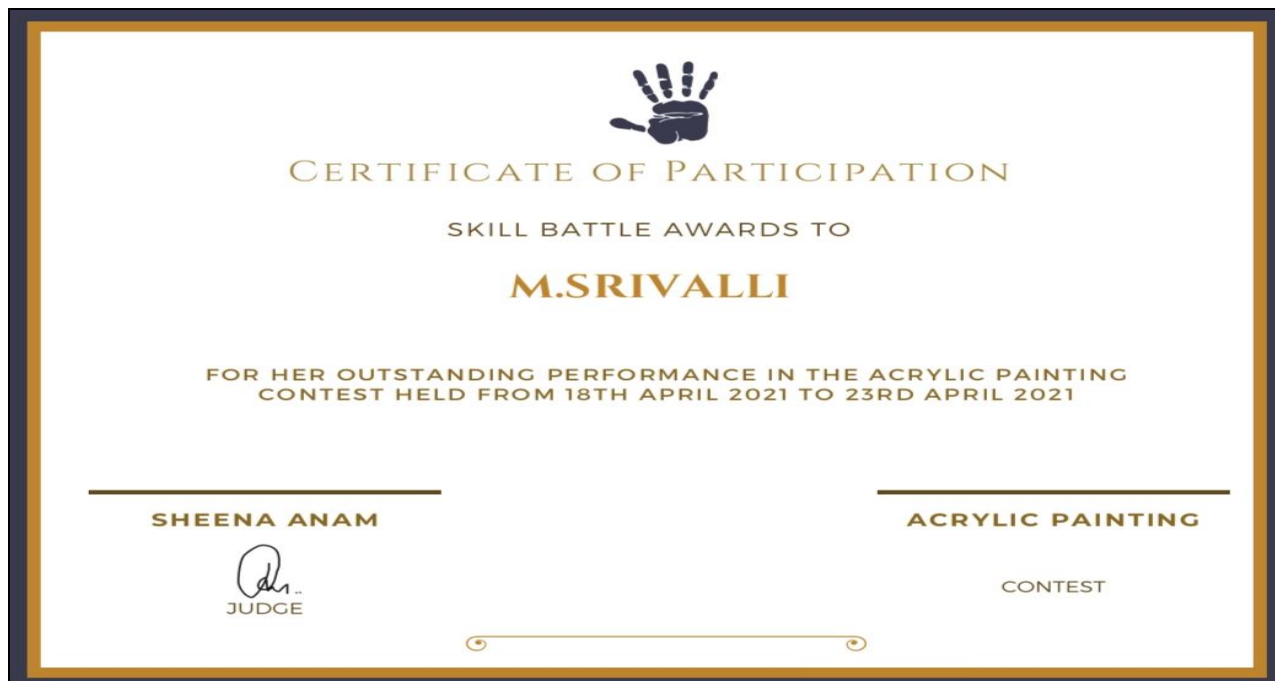 CERTIFICATE OF PARTICIPATION
SKILL BATTLE AWARDS TO
M.SRIVALLI
FOR HER OUTSTANDING PERFORMANCE IN THE ACRYLIC PAINTING
CONTEST HELD FROM 18TH APRIL 2021 TO 23RD APRIL 2021
SHEENA ANAM
JUDGE
ACRYLIC PAINTING
CONTEST